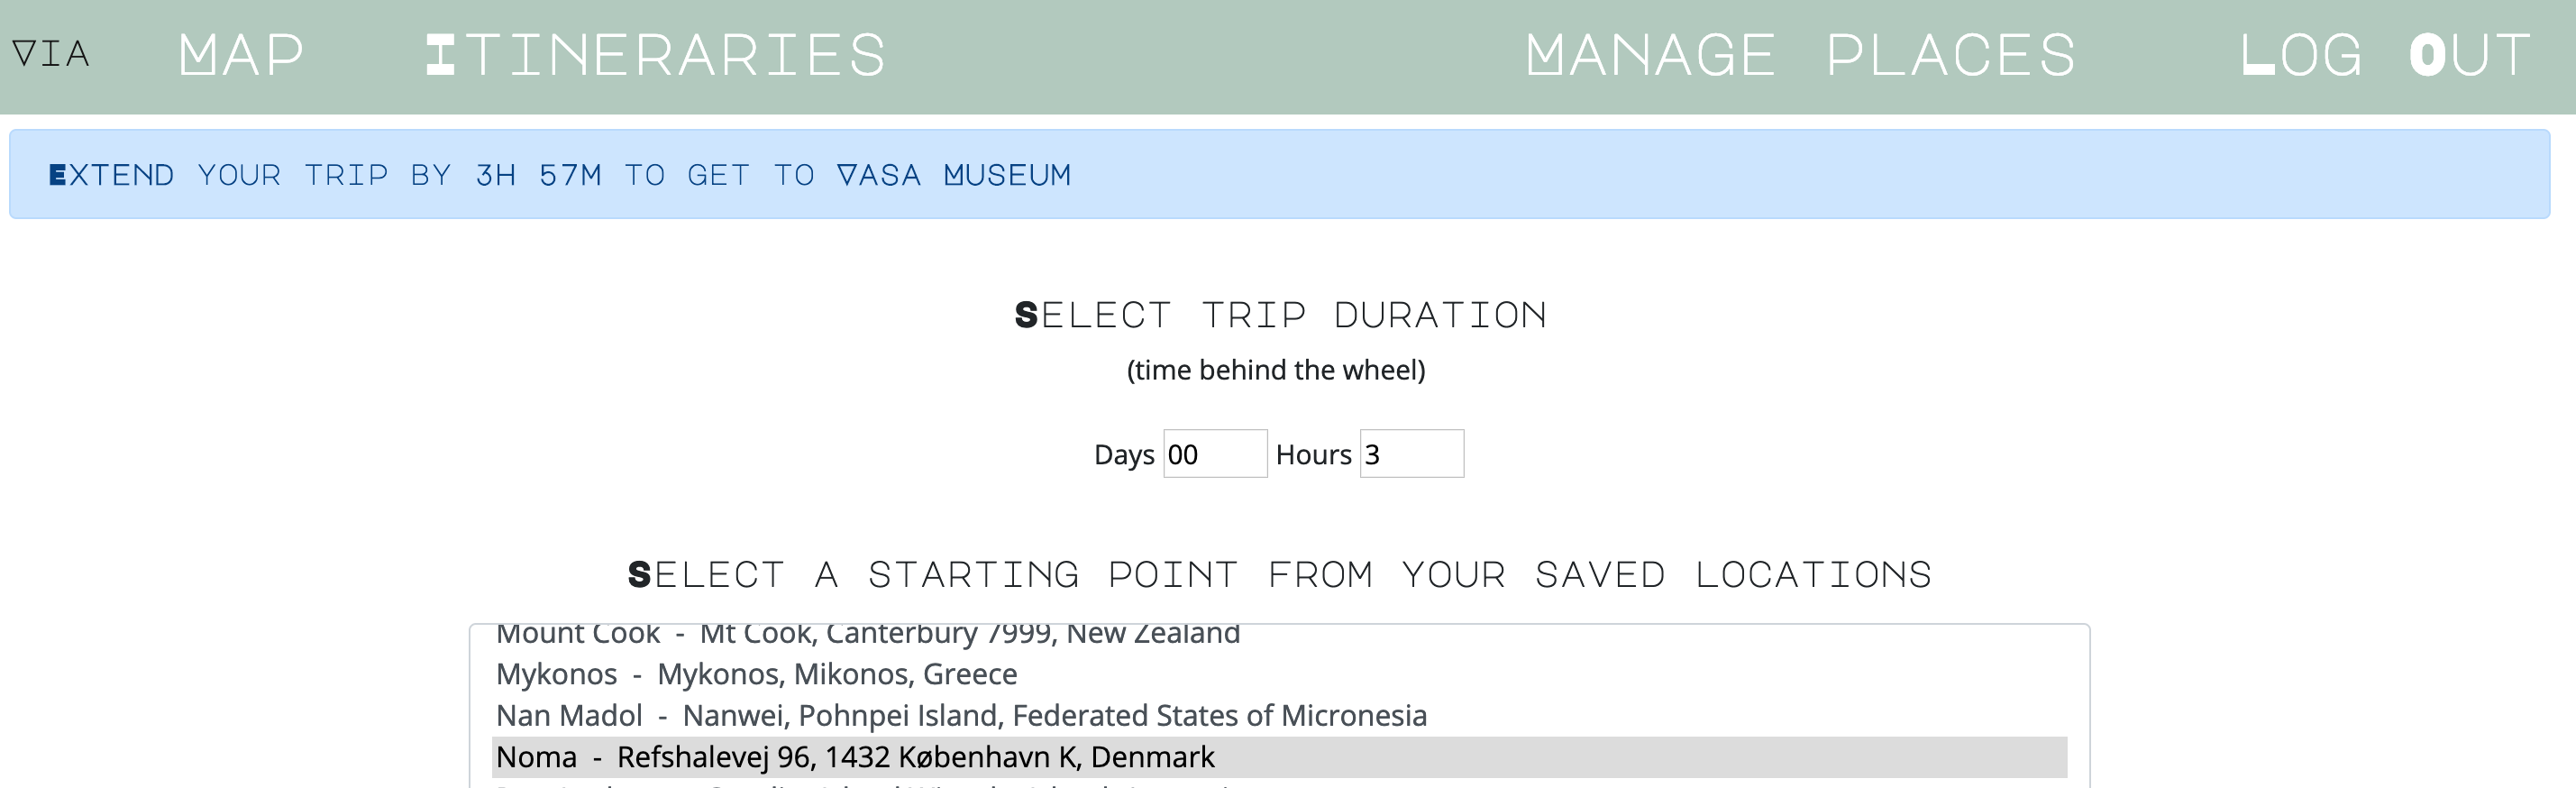 VIA MAP ITINERARIES MANAGE PLACES LOG OUT
EXTEND YOUR TRIP BY 3H 57M TO GET TO VASA MUSEUM
SELECT TRIP DURATION
(time behind the wheel)
Days 00 Hours 3
SELECT A STARTING POINT FROM YOUR SAVED LOCATIONS
Mount Cook - Mt Cook, Canterbury 7999, New Zealand
Mykonos - Mykonos, Mikonos, Greece
Nan Madol - Nanwei, Pohnpei Island, Federated States of Micronesia
Noma - Refshalevej 96, 1432 København K, Denmark